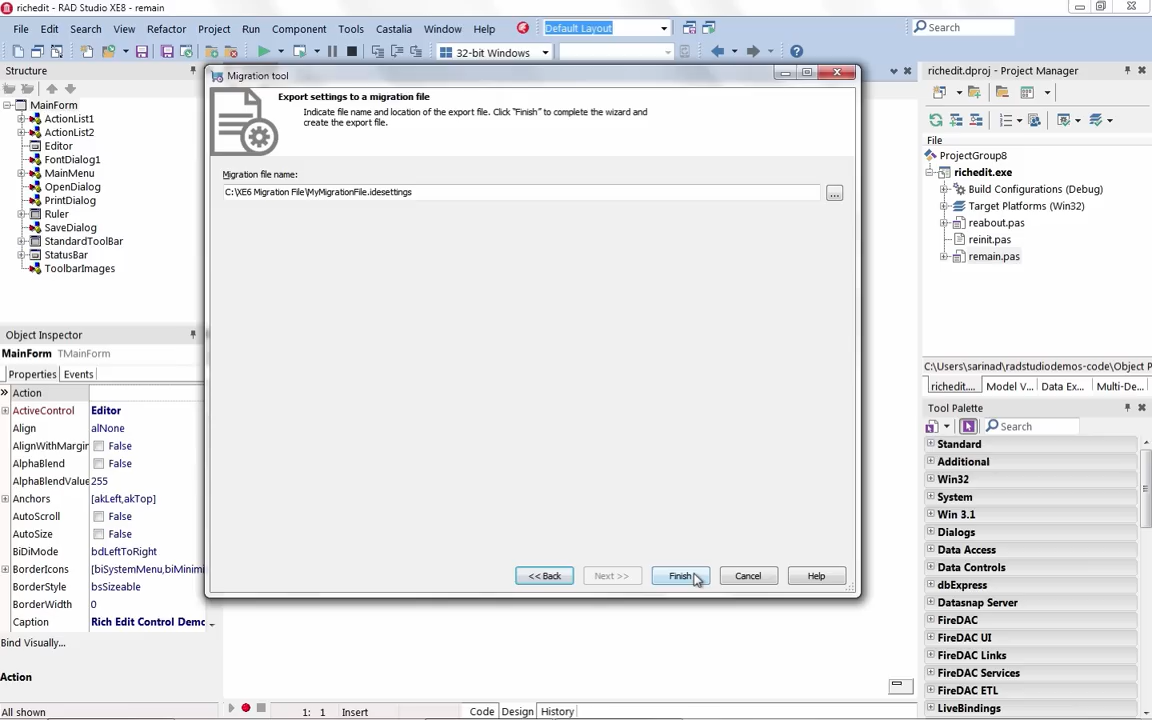 richedit - RAD Studio XE8 - remain
File Edit Search View Refactor Project Run Component Tools Castalia Window Help
Default Layout
Search
32-bit Windows
Structure
MainForm
ActionList1
ActionList2
Editor
FontDialog1
MainMenu
OpenDialog
PrintDialog
Ruler
SaveDialog
StandardToolBar
StatusBar
ToolbarImages
Object Inspector
MainForm TMainForm
Properties Events
Action
ActiveControl Editor
Align alNone
AlignWithMargin False
AlphaBlend False
AlphaBlendValue 255
Anchors [akLeft,akTop]
AutoScroll False
AutoSize False
BiDiMode bdLeftToRight
BorderIcons [biSystemMenu,biMinimi
BorderStyle bsSizeable
BorderWidth 0
Caption Rich Edit Control Demo
Bind Visually...
Action
All shown
Migration tool
Export settings to a migration file
Indicate file name and location of the export file. Click "Finish" to complete the wizard and
create the export file.
Migration file name:
C:\XE6 Migration File\MyMigrationFile.idesettings
...
<< Back Next >> Finish Cancel Help
1: 1 Insert Code Design History
richedit.dproj - Project Manager
File
ProjectGroup8
richedit.exe
Build Configurations (Debug)
Target Platforms (Win32)
reabout.pas
reinit.pas
remain.pas
C:\Users\sarinad\radstudiodemos-code\Object P
richedit.... Model V... Data Ex... Multi-De...
Tool Palette
Search
Standard
Additional
Win32
System
Win 3.1
Dialogs
Data Access
Data Controls
dbExpress
Datasnap Server
FireDAC
FireDAC UI
FireDAC Links
FireDAC Services
FireDAC ETL
LiveBindings